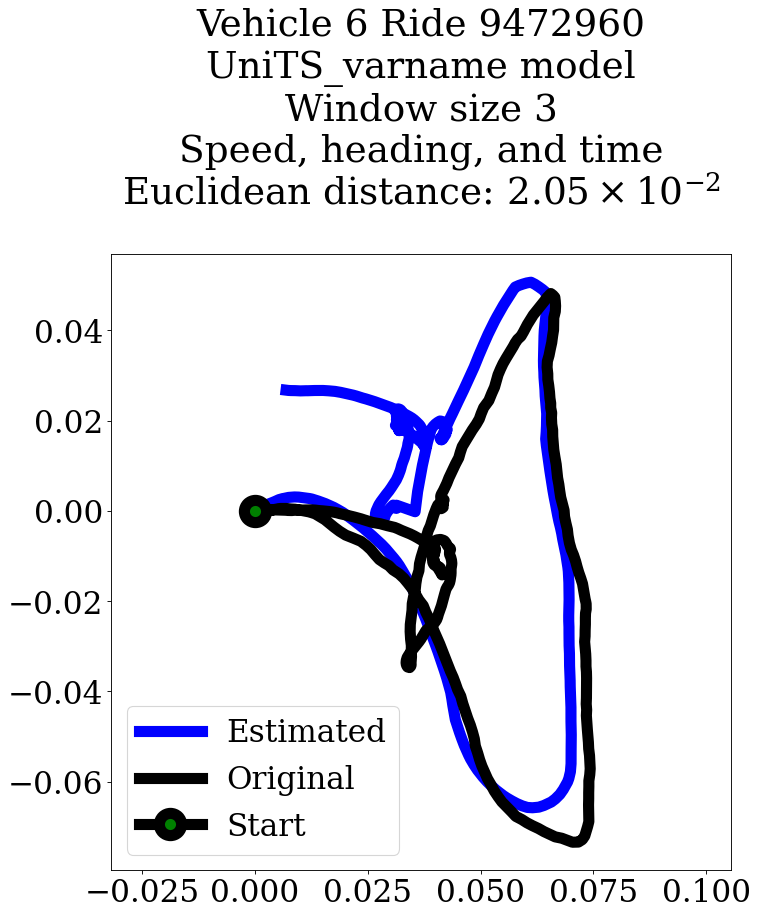 Vehicle 6 Ride 9472960
UniTS_varname model
Window size 3
Speed, heading, and time
Euclidean distance: 2.05 × 10⁻²
0.04
0.02
0.00
−0.02
−0.04
−0.06
Estimated
Original
Start
−0.025 0.000 0.025 0.050 0.075 0.100